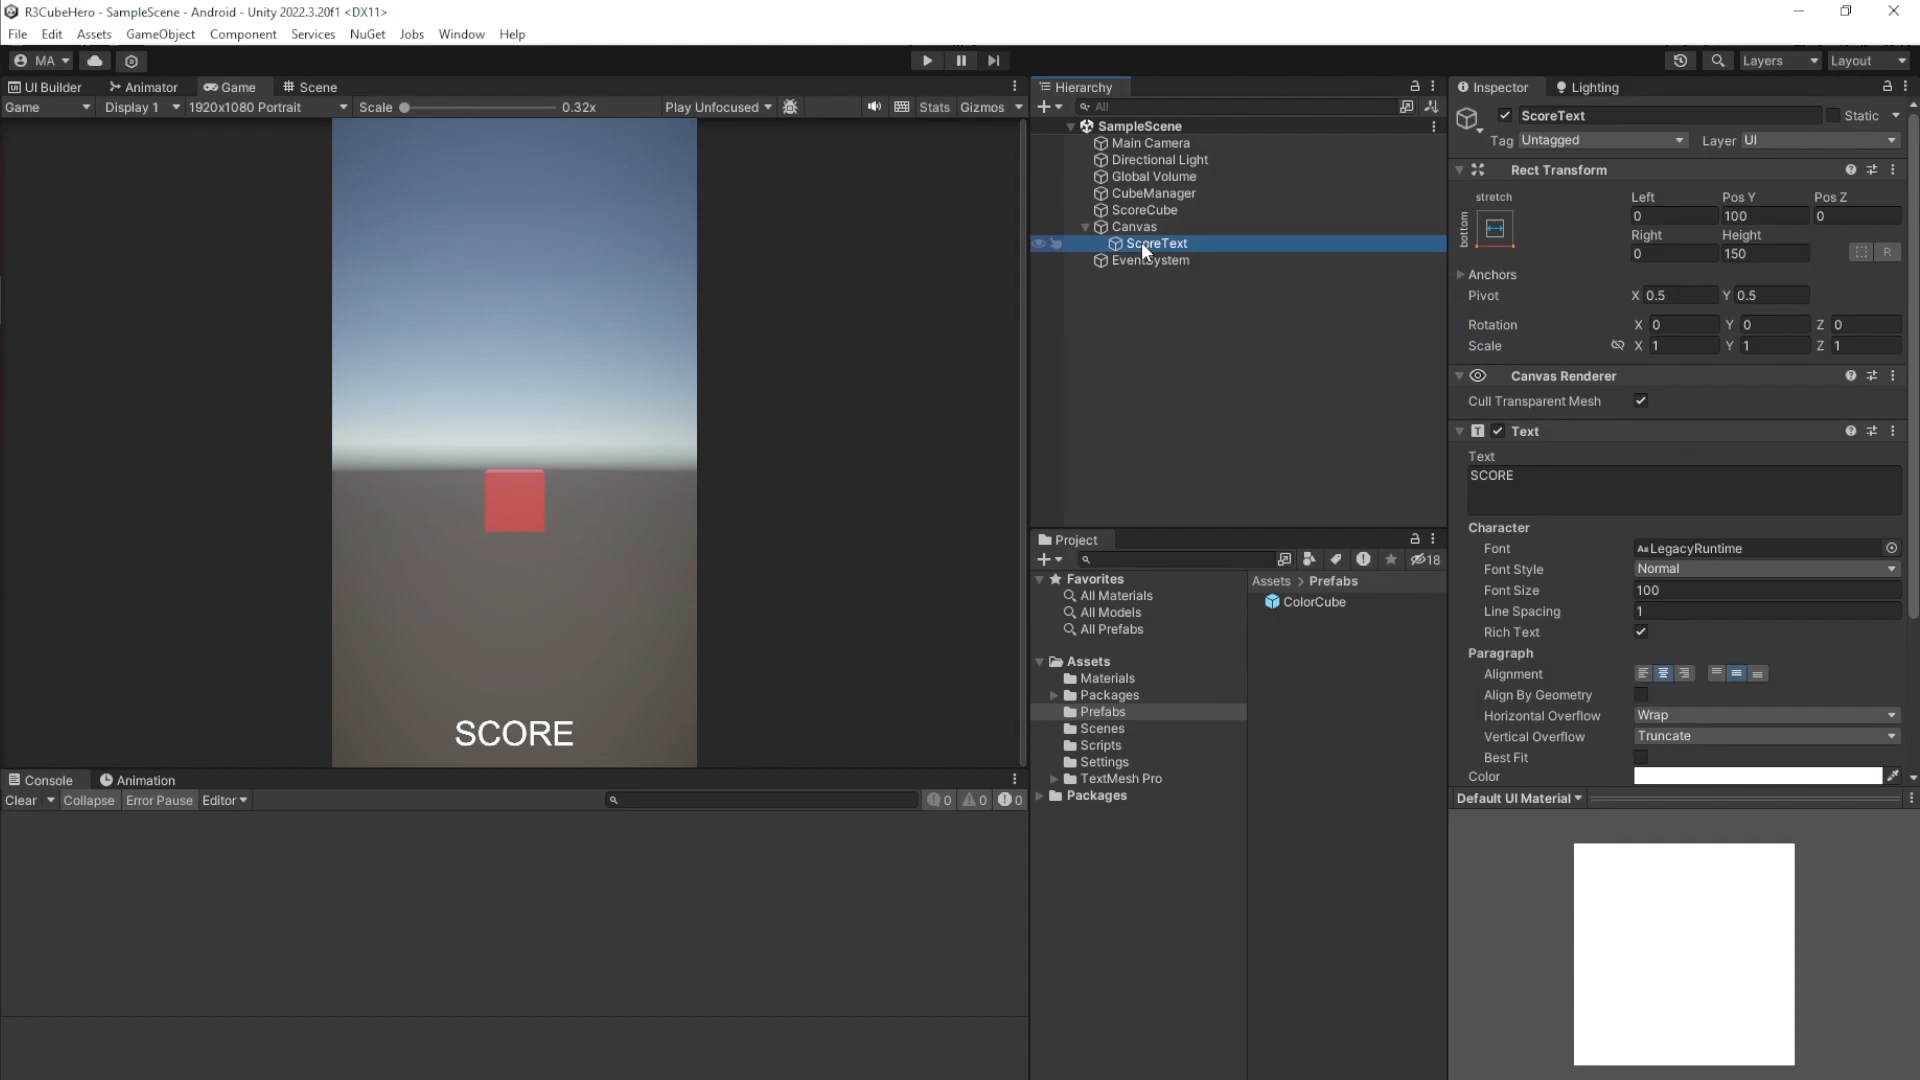 R3CubeHero - SampleScene - Android - Unity 2022.3.20f1 <DX11>
File Edit Assets GameObject Component Services NuGet Jobs Window Help
MA Layers Layout
UI Builder Animator Game Scene
Game Display 1 1920x1080 Portrait Scale 0.32x Play Unfocused Stats Gizmos
SCORE
Console Animation
Clear Collapse Error Pause Editor 0 0 0
Hierarchy
All
SampleScene
Main Camera
Directional Light
Global Volume
CubeManager
ScoreCube
Canvas
ScoreText
EventSystem
Project
18
Favorites
All Materials
All Models
All Prefabs
Assets
Materials
Packages
Prefabs
Scenes
Scripts
Settings
TextMesh Pro
Packages
Assets > Prefabs
ColorCube
Inspector Lighting
ScoreText Static
Tag Untagged Layer UI
Rect Transform
stretch Left Pos Y Pos Z
bottom 0 100 0
Right Height
0 150 R
Anchors
Pivot X 0.5 Y 0.5
Rotation X 0 Y 0 Z 0
Scale X 1 Y 1 Z 1
Canvas Renderer
Cull Transparent Mesh
T Text
Text
SCORE
Character
Font Aa LegacyRuntime
Font Style Normal
Font Size 100
Line Spacing 1
Rich Text
Paragraph
Alignment
Align By Geometry
Horizontal Overflow Wrap
Vertical Overflow Truncate
Best Fit
Color
Default UI Material